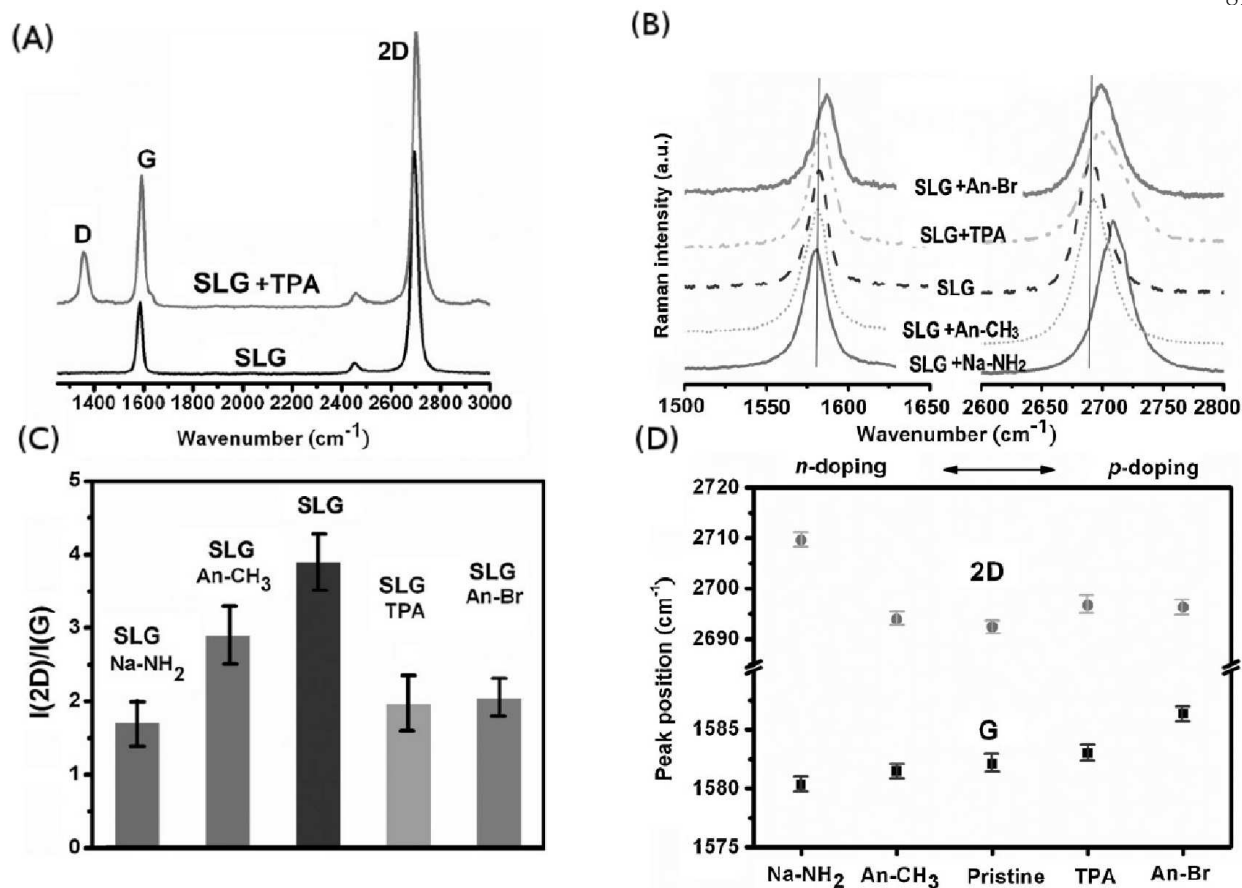 (A)
2D
G
D
SLG +TPA
SLG
1400 1600 1800 2000 2200 2400 2600 2800 3000
Wavenumber (cm⁻¹)
(B)
Raman intensity (a.u.)
SLG +An-Br
SLG+TPA
SLG
SLG +An-CH₃
SLG +Na-NH₂
1500 1550 1600 1650 2600 2650 2700 2750 2800
Wavenumber (cm⁻¹)
(C)
I(2D)/I(G)
5
4
3
2
1
0
SLG
Na-NH₂
SLG
An-CH₃
SLG
SLG
TPA
SLG
An-Br
(D)
n-doping
p-doping
Peak position (cm⁻¹)
2720
2710
2700
2690
1585
1580
1575
2D
G
Na-NH₂ An-CH₃ Pristine TPA An-Br